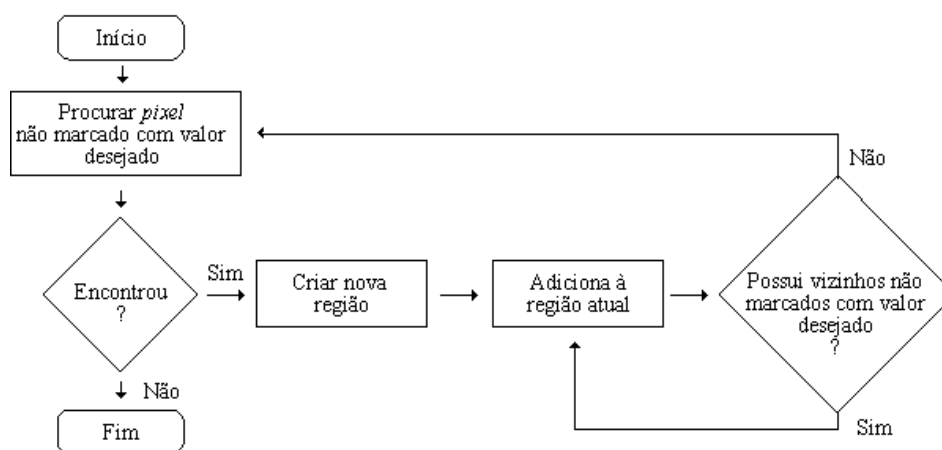 Início
Procurar pixel
não marcado com valor
desejado
Não
Encontrou
?
Sim
Criar nova
região
Adiciona à
região atual
Possui vizinhos não
marcados com valor
desejado
?
Não
Fim
Sim